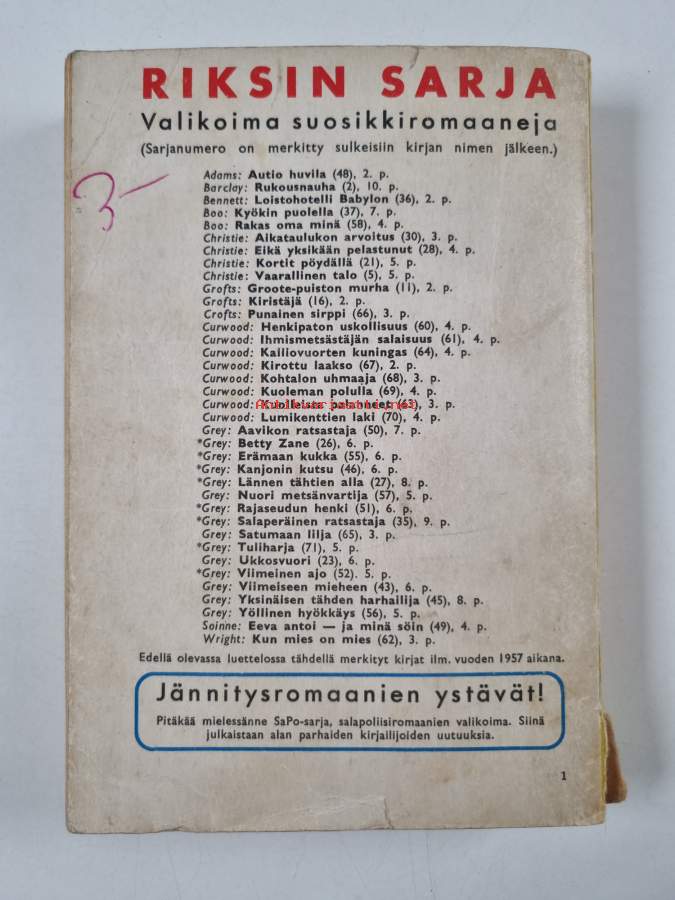 RIKSIN SARJA
Valikoima suosikkiromaaneja
(Sarjanumero on merkitty sulkeisiin kirjan nimen jälkeen.)
3-
Adams: Autio huvila (48), 2. p.
Barclay: Rukousnauha (2), 10. p.
Bennett: Loistohotelli Babylon (36), 2. p.
Boo: Kyökin puolella (37), 7. p.
Boo: Rakas oma minä (58), 4. p.
Christie: Aikataulukon arvoitus (30), 3. p.
Christie: Eikä yksikään pelastunut (28), 4. p.
Christie: Kortit pöydällä (21), 5. p.
Christie: Vaarallinen talo (5), 5. p.
Grofts: Groote-puiston murha (11), 2. p.
Grofts: Kiristäjä (16), 2. p.
Crofts: Punainen sirppi (66), 3. p.
Curwood: Henkipaton uskollisuus (60), 4. p.
Curwood: Ihmismetsästäjän salaisuus (61), 4. p.
Curwood: Kalliovuorten kuningas (64), 4. p.
Curwood: Kirottu laakso (67), 2. p.
Curwood: Kohtalon uhmaaja (68), 3. p.
Curwood: Kuoleman polulla (69), 4. p.
Curwood: (63), 3. p.
Curwood: Lumikenttien laki (70), 4. p.
Grey: Aavikon ratsastaja (50), 7. p.
*Grey: Betty Zane (26), 6. p.
*Grey: Erämaan kukka (55), 6. p.
*Grey: Kanjonin kutsu (46), 6. p.
*Grey: Lännen tähtien alla (27), 8. p.
Grey: Nuori metsänvartija (57), 5. p.
*Grey: Rajaseudun henki (51), 6. p.
*Grey: Salaperäinen ratsastaja (35), 9. p.
Grey: Satumaan lilja (65), 3. p.
*Grey: Tuliharja (71), 5. p.
Grey: Ukkosvuori (23), 6. p.
*Grey: Viimeinen ajo (52). 5. p.
Grey: Viimeiseen mieheen (43), 6. p.
Grey: Yksinäisen tähden harhailija (45), 8. p.
Grey: Yöllinen hyökkäys (56), 5. p.
Soinne: Eeva antoi — ja minä söin (49), 4. p.
Wright: Kun mies on mies (62), 3. p.
Edellä olevassa luettelossa tähdellä merkityt kirjat ilm. vuoden 1957 aikana.
Jännitysromaanien ystävät!
Pitäkää mielessänne SaPo-sarja, salapoliisiromaanien valikoima. Siinä
julkaistaan alan parhaiden kirjailijoiden uutuuksia.
1